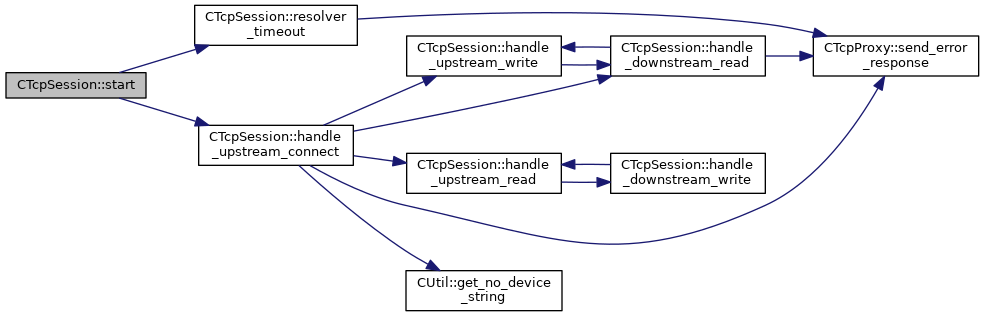 CTcpSession::start
CTcpSession::resolver
_timeout
CTcpSession::handle
_upstream_connect
CTcpSession::handle
_upstream_write
CTcpSession::handle
_downstream_read
CTcpProxy::send_error
_response
CTcpSession::handle
_upstream_read
CTcpSession::handle
_downstream_write
CUtil::get_no_device
_string